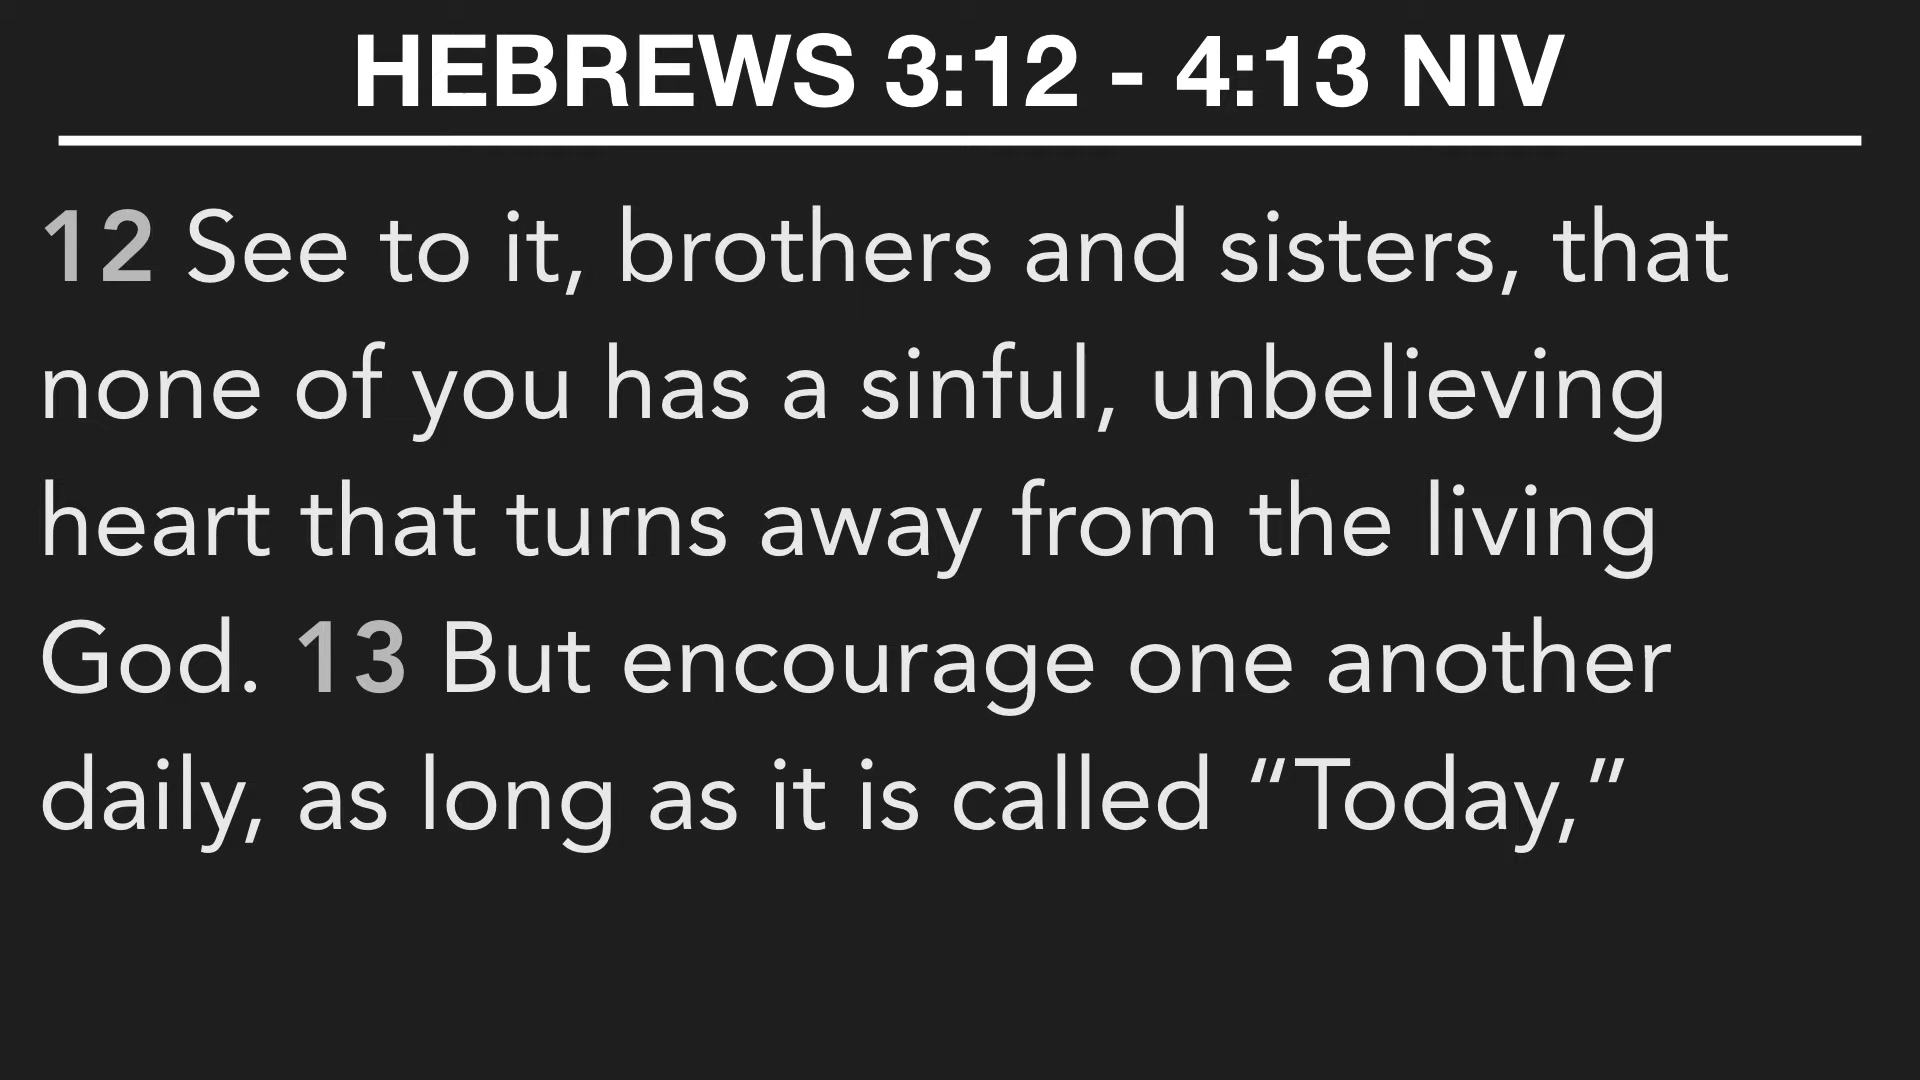 HEBREWS 3:12 - 4:13 NIV
12 See to it, brothers and sisters, that
none of you has a sinful, unbelieving
heart that turns away from the living
God. 13 But encourage one another
daily, as long as it is called “Today,”